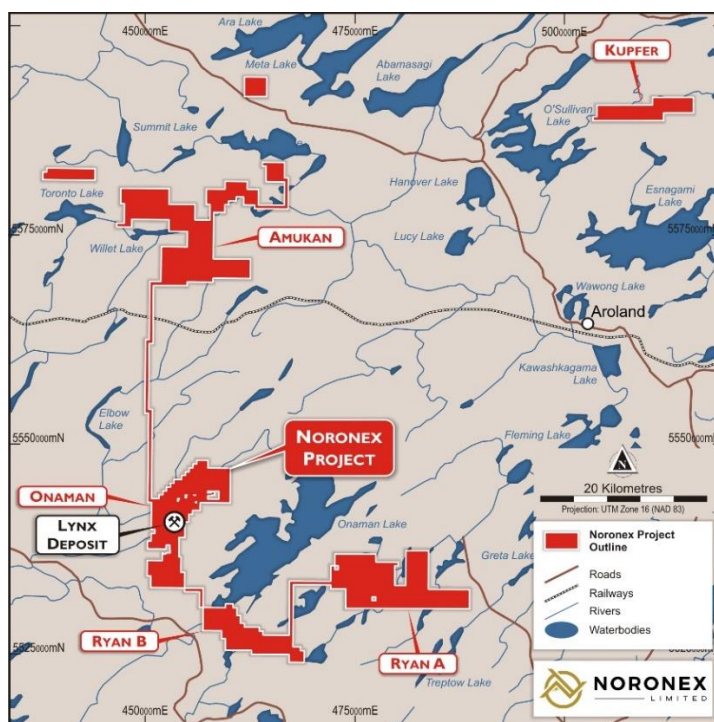 450000mE
475000mE
500000mE
Ara Lake
Meta Lake
Abamasagi
Lake
KUPFER
O'Sullivan
Lake
Summit Lake
Toronto Lake
Hanover Lake
Esnagami
Lake
5575000mN
5575000mN
Willet Lake
AMUKAN
Lucy Lake
Wawong Lake
Aroland
Kawashkagama
Lake
Elbow
Lake
Fleming Lake
5550000mN
5550000mN
NORONEX
PROJECT
ONAMAN
LYNX
DEPOSIT
Onaman Lake
Greta Lake
N
20 Kilometres
Projection: UTM Zone 16 (NAD 83)
Noronex Project
Outline
Roads
Railways
Rivers
Waterbodies
5525000mN
RYAN B
RYAN A
Treptow Lake
NORONEX
LIMITED
450000mE
475000mE